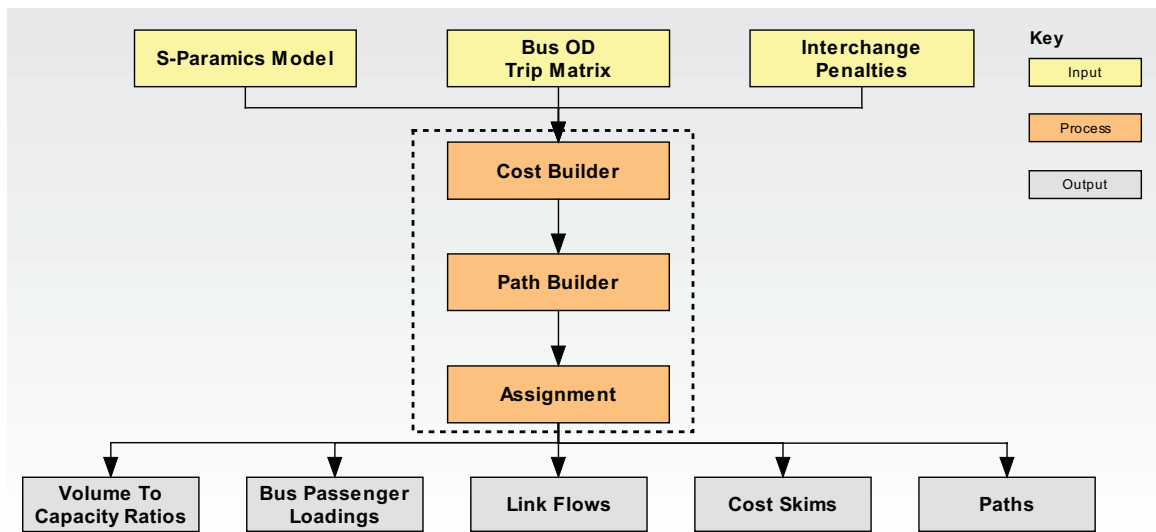 S-Paramics Model
Bus OD
Trip Matrix
Interchange
Penalties
Key
Input
Process
Output
Cost Builder
Path Builder
Assignment
Volume To
Capacity Ratios
Bus Passenger
Loadings
Link Flows
Cost Skims
Paths